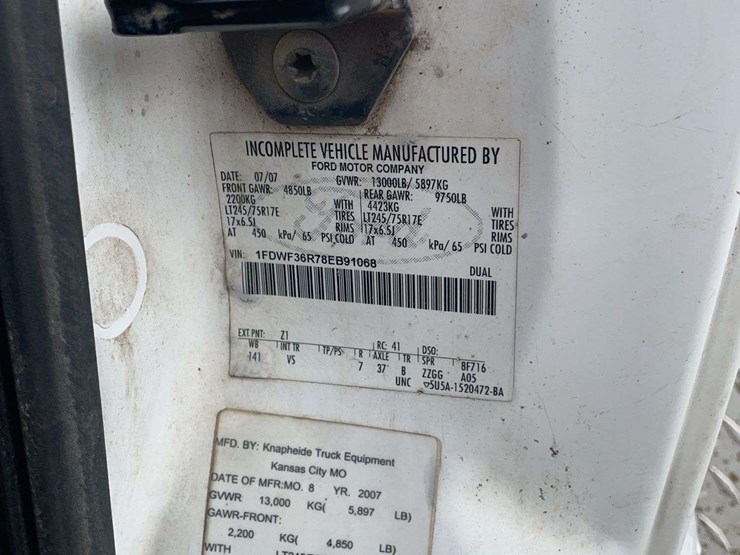 INCOMPLETE VEHICLE MANUFACTURED BY
FORD MOTOR COMPANY
DATE: 07/07 GVWR: 13000LB/ 5897KG
FRONT GAWR: 4850LB REAR GAWR: 9750LB
2200KG WITH 4423KG WITH
LT245/75R17E TIRES LT245/75R17E TIRES
17x6.5J RIMS 17x6.5J RIMS
AT 450 kPa/ 65 PSI COLD AT 450 kPa/ 65 PSI COLD
VIN: 1FDWF36R78EB91068 DUAL
EXT PNT: Z1 RC: 41 DSO:
WB INT TR TP/PS R AXLE TR SPR 8F716
141 VS 7 37 B ZZGG A05
UNC ▽5U5A-1520472-BA
MFD. BY: Knapheide Truck Equipment
Kansas City MO
DATE OF MFR:MO. 8 YR. 2007
GVWR 13,000 KG( 5,897 LB)
GAWR-FRONT:
2,200 KG( 4,850 LB)
WITH